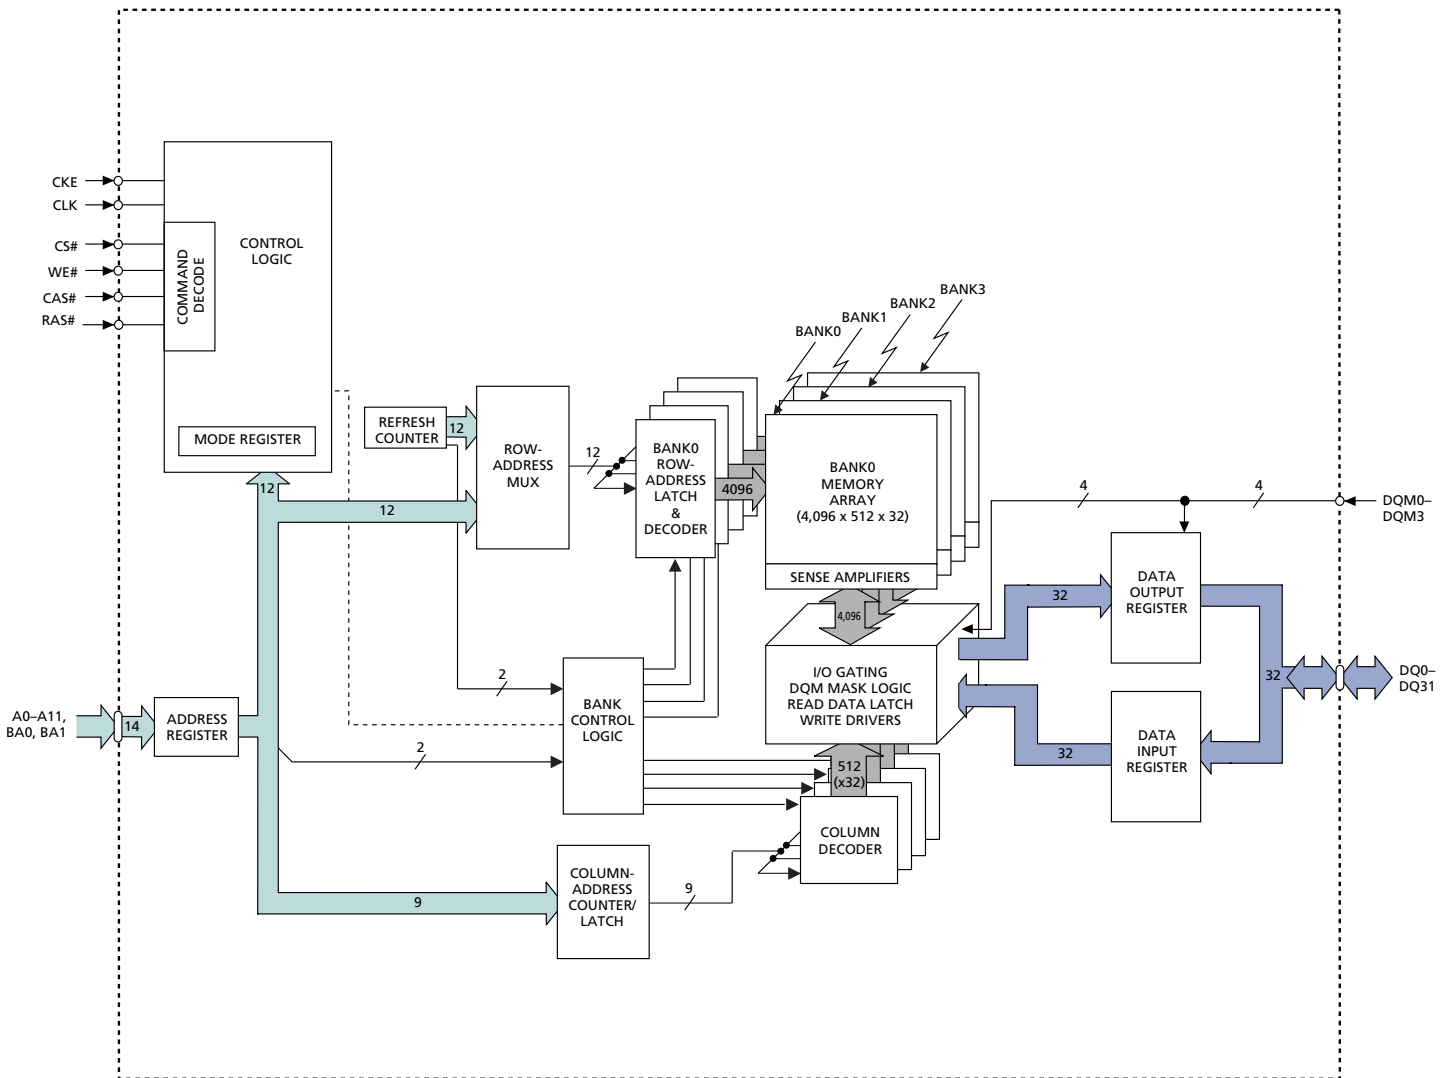 CKE
CLK
CS#
WE#
CAS#
RAS#
COMMAND
DECODE
CONTROL
LOGIC
MODE REGISTER
12
12
REFRESH
COUNTER
12
ROW-
ADDRESS
MUX
12
BANK0
ROW-
ADDRESS
LATCH
&
DECODER
4096
BANK0
BANK1
BANK2
BANK3
BANK0
MEMORY
ARRAY
(4,096 x 512 x 32)
SENSE AMPLIFIERS
4,096
I/O GATING
DQM MASK LOGIC
READ DATA LATCH
WRITE DRIVERS
512
(x32)
COLUMN
DECODER
2
2
BANK
CONTROL
LOGIC
A0–A11,
BA0, BA1
14
ADDRESS
REGISTER
9
COLUMN-
ADDRESS
COUNTER/
LATCH
9
4
4
DQM0–
DQM3
32
DATA
OUTPUT
REGISTER
32
DQ0–
DQ31
32
DATA
INPUT
REGISTER